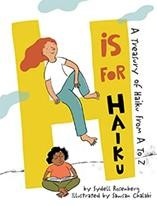 H
is
FOR
HAIKU
A Treasury of Haiku from A to Z
by Sydell Rosenberg
Illustrated by Sawsan Chalabi